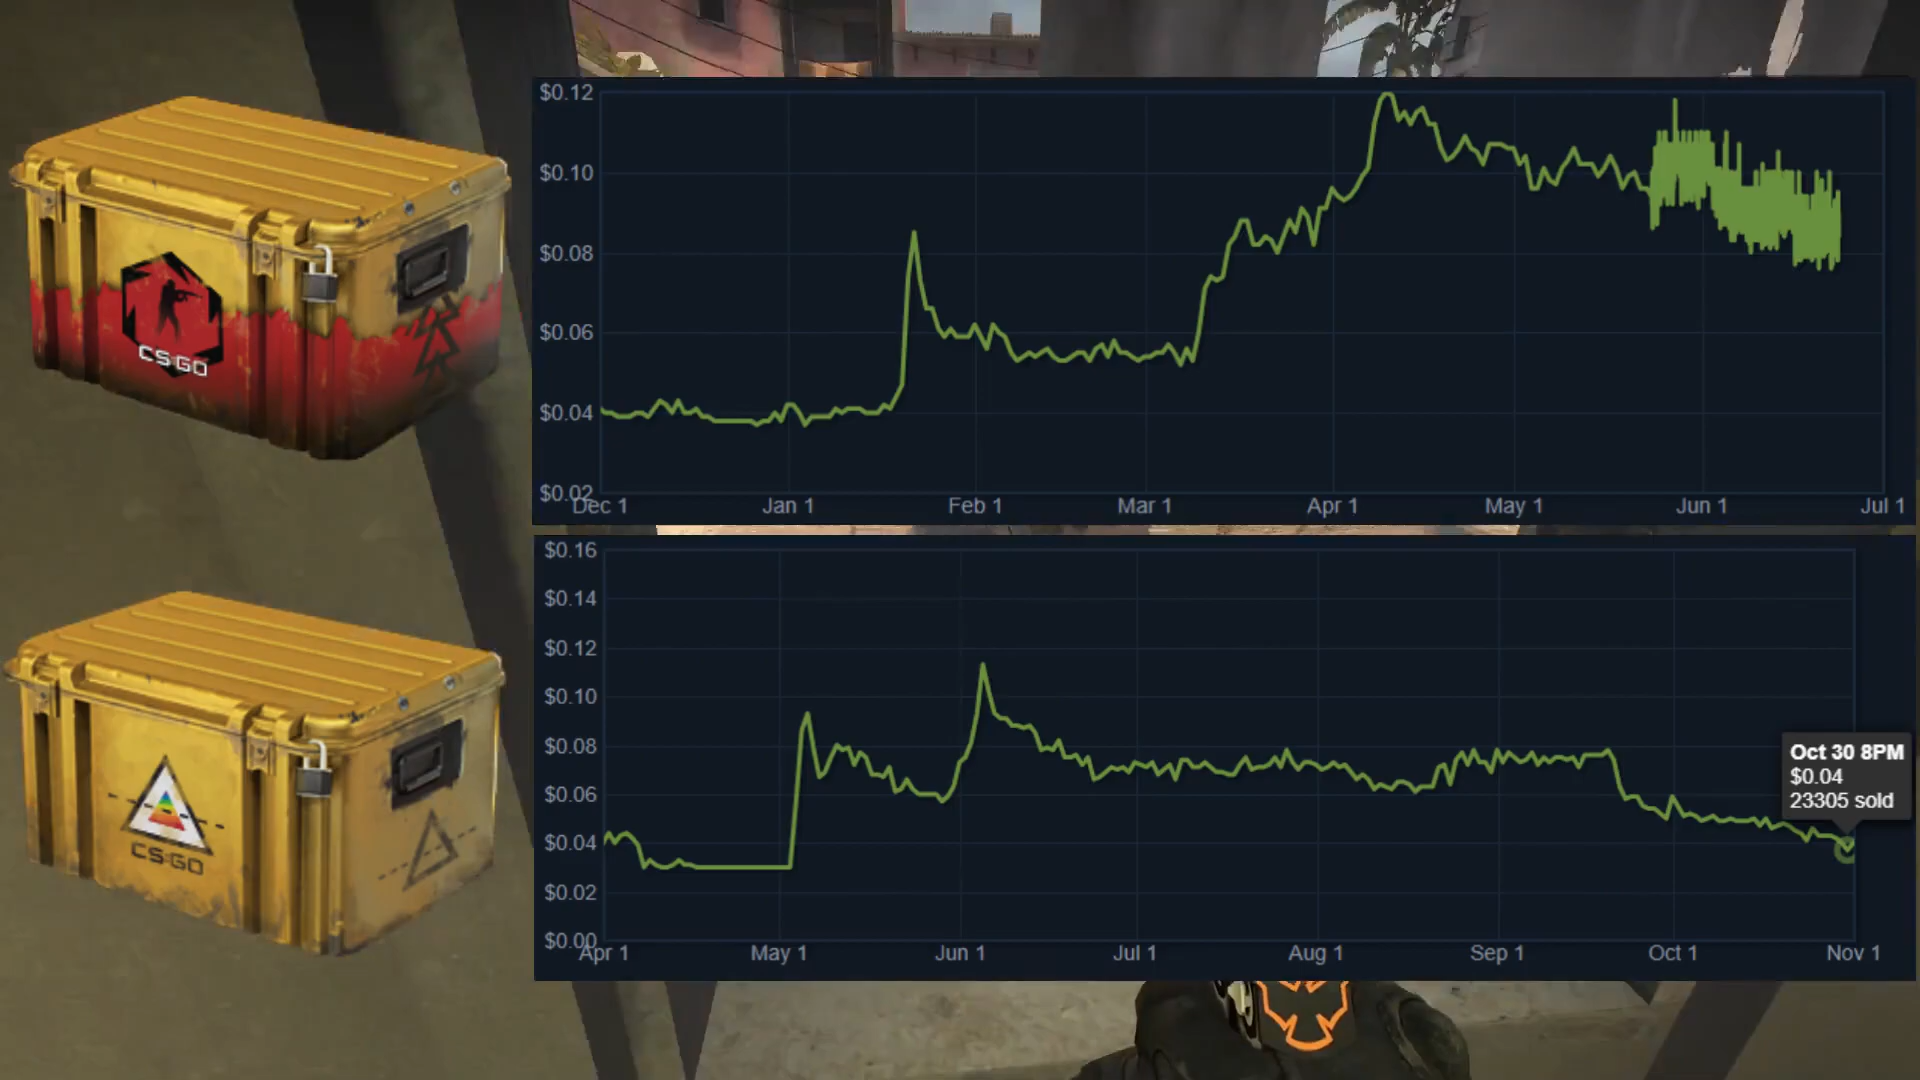 $0.12
$0.10
$0.08
$0.06
$0.04
$0.02
Dec 1 Jan 1 Feb 1 Mar 1 Apr 1 May 1 Jun 1 Jul 1
CS:GO
$0.16
$0.14
$0.12
$0.10
$0.08
$0.06
$0.04
$0.02
$0.00
Apr 1 May 1 Jun 1 Jul 1 Aug 1 Sep 1 Oct 1 Nov 1
Oct 30 8PM
$0.04
23305 sold
CS:GO